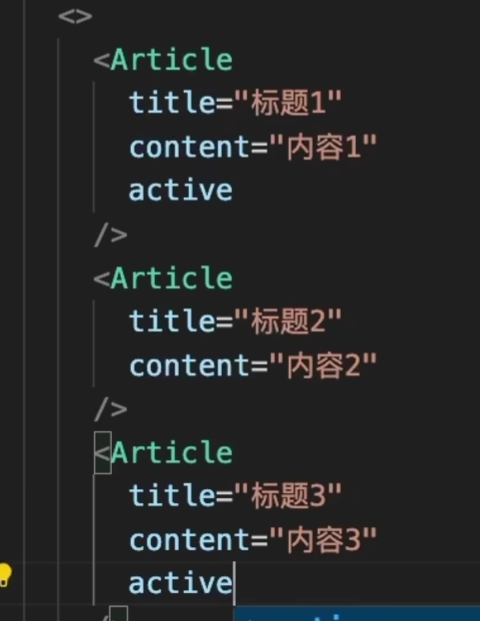 <>
<Article
title="标题1"
content="内容1"
active
/>
<Article
title="标题2"
content="内容2"
/>
<Article
title="标题3"
content="内容3"
active